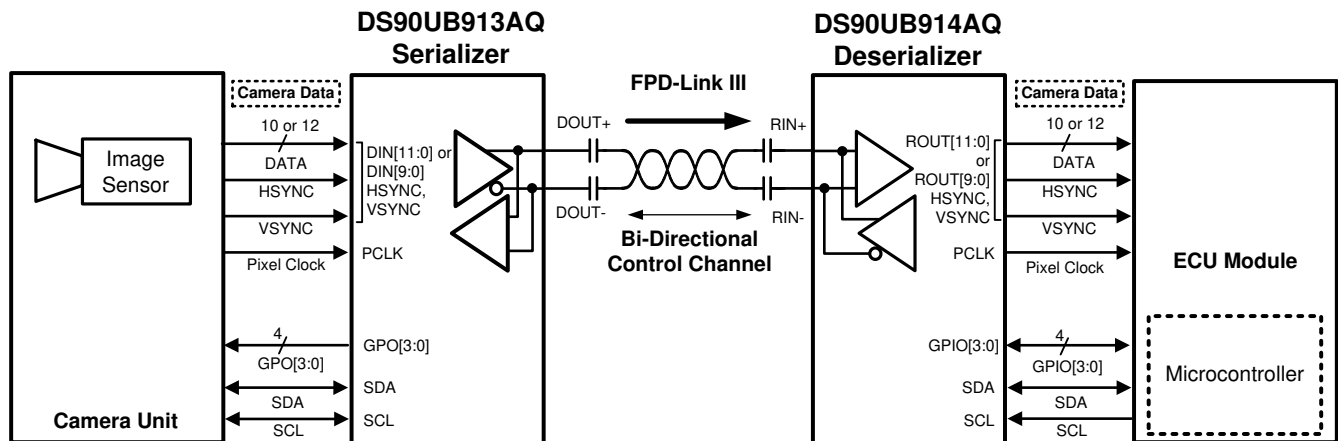 DS90UB913AQ
Serializer
DS90UB914AQ
Deserializer
Camera Data
FPD-Link III
Camera Data
Image
Sensor
10 or 12
DATA
HSYNC
VSYNC
Pixel Clock
DIN[11:0] or
DIN[9:0]
HSYNC,
VSYNC
PCLK
DOUT+
DOUT-
RIN+
RIN-
Bi-Directional
Control Channel
ROUT[11:0]
or
ROUT[9:0]
HSYNC,
VSYNC
PCLK
10 or 12
DATA
HSYNC
VSYNC
Pixel Clock
ECU Module
4
GPO[3:0]
GPO[3:0]
SDA
SDA
SCL
SCL
Camera Unit
GPIO[3:0]
4
GPIO[3:0]
SDA
SDA
SCL
SCL
Microcontroller